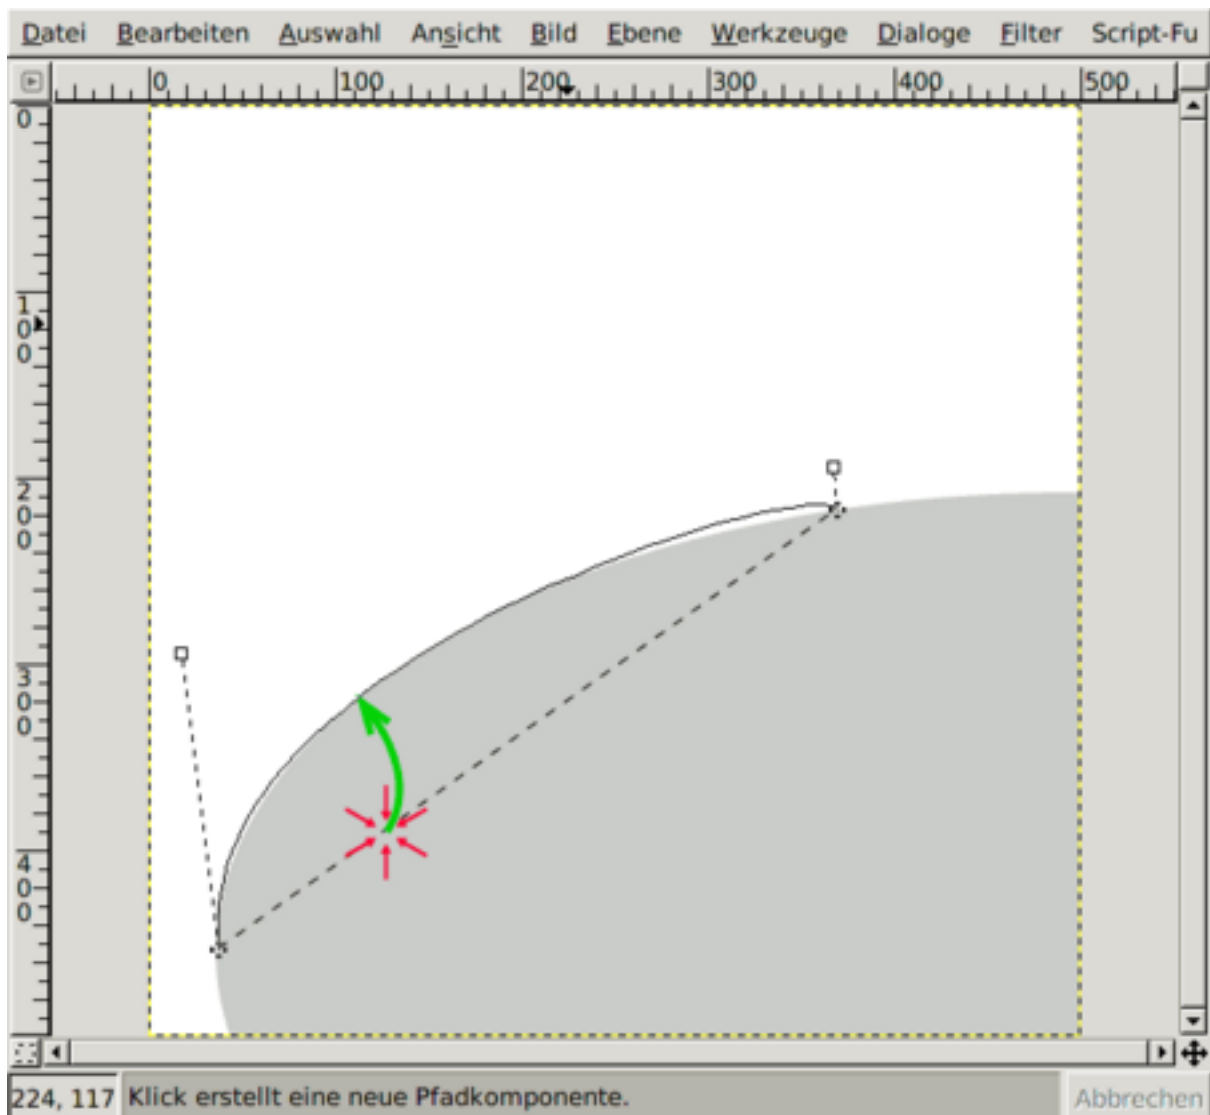 Datei Bearbeiten Auswahl Ansicht Bild Ebene Werkzeuge Dialoge Filter Script-Fu
0 100 200 300 400 500
0
100
200
300
400
224, 117 Klick erstellt eine neue Pfadkomponente. Abbrechen